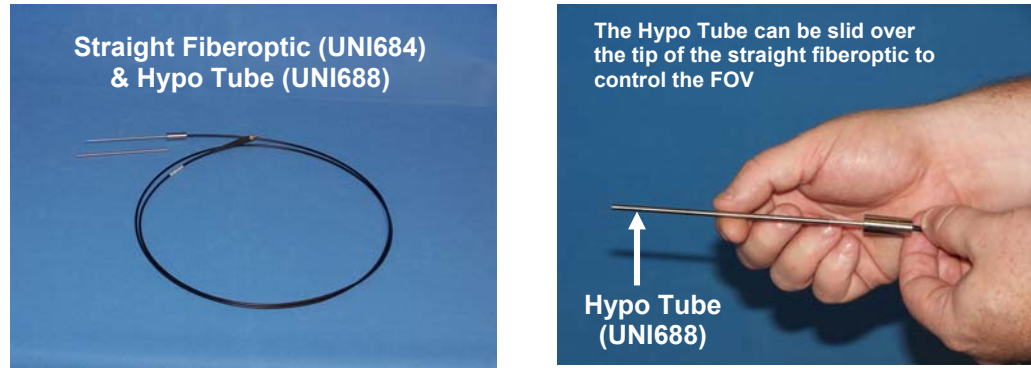 Straight Fiberoptic (UNI684)
& Hypo Tube (UNI688)
The Hypo Tube can be slid over
the tip of the straight fiberoptic to
control the FOV
Hypo Tube
(UNI688)